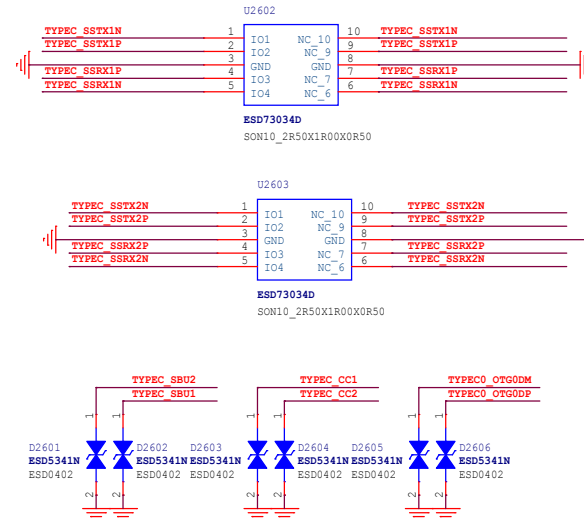 U2602
TYPEC_SSTX1N 1 IO1 NC_10 10 TYPEC_SSTX1N
TYPEC_SSTX1P 2 IO2 NC_9 9 TYPEC_SSTX1P
3 GND GND 8
TYPEC_SSRX1P 4 IO3 NC_7 7 TYPEC_SSRX1P
TYPEC_SSRX1N 5 IO4 NC_6 6 TYPEC_SSRX1N
ESD73034D
SON10_2R50X1R00X0R50
U2603
TYPEC_SSTX2N 1 IO1 NC_10 10 TYPEC_SSTX2N
TYPEC_SSTX2P 2 IO2 NC_9 9 TYPEC_SSTX2P
3 GND GND 8
TYPEC_SSRX2P 4 IO3 NC_7 7 TYPEC_SSRX2P
TYPEC_SSRX2N 5 IO4 NC_6 6 TYPEC_SSRX2N
ESD73034D
SON10_2R50X1R00X0R50
TYPEC_SBU2 TYPEC_CC1 TYPEC0_OTG0DM
TYPEC_SBU1 TYPEC_CC2 TYPEC0_OTG0DP
1 1 1 1 1 1
D2601 D2602 D2603 D2604 D2605 D2606
ESD5341N ESD5341N ESD5341N ESD5341N ESD5341N ESD5341N
ESD0402 ESD0402 ESD0402 ESD0402 ESD0402 ESD0402
2 2 2 2 2 2